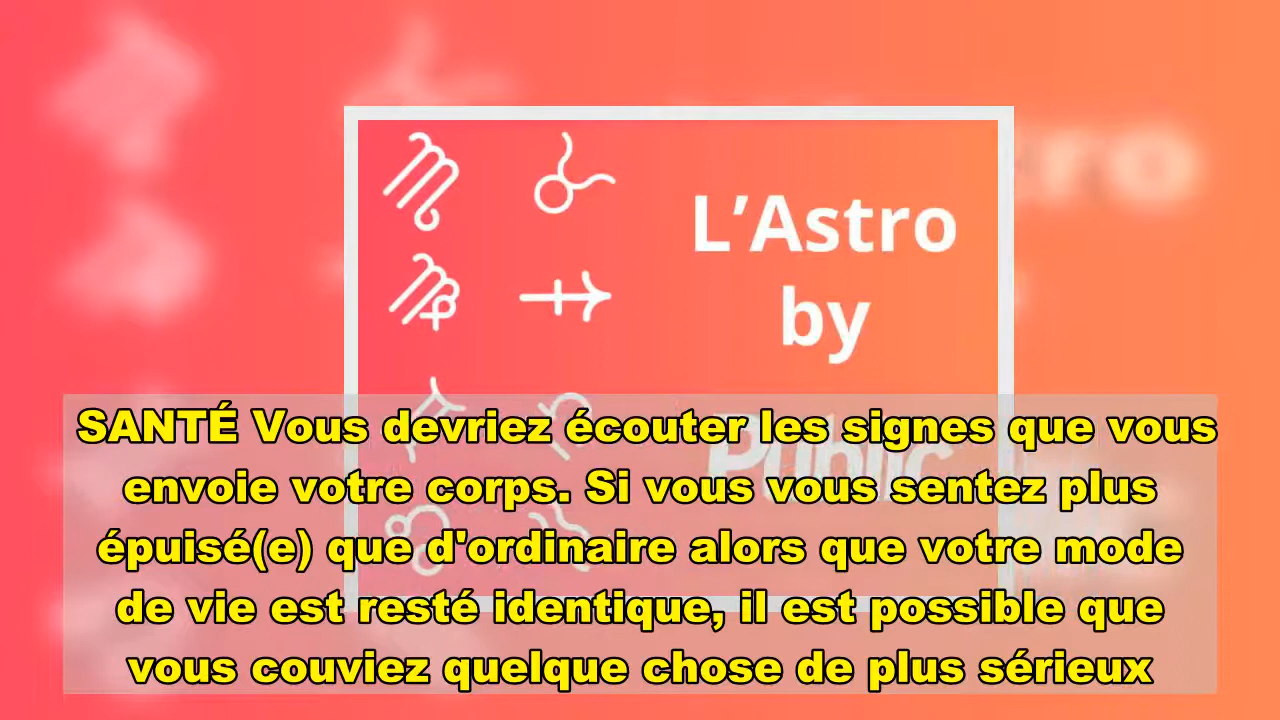 L’Astro
by
Public
SANTÉ Vous devriez écouter les signes que vous
envoie votre corps. Si vous vous sentez plus
épuisé(e) que d'ordinaire alors que votre mode
de vie est resté identique, il est possible que
vous couviez quelque chose de plus sérieux